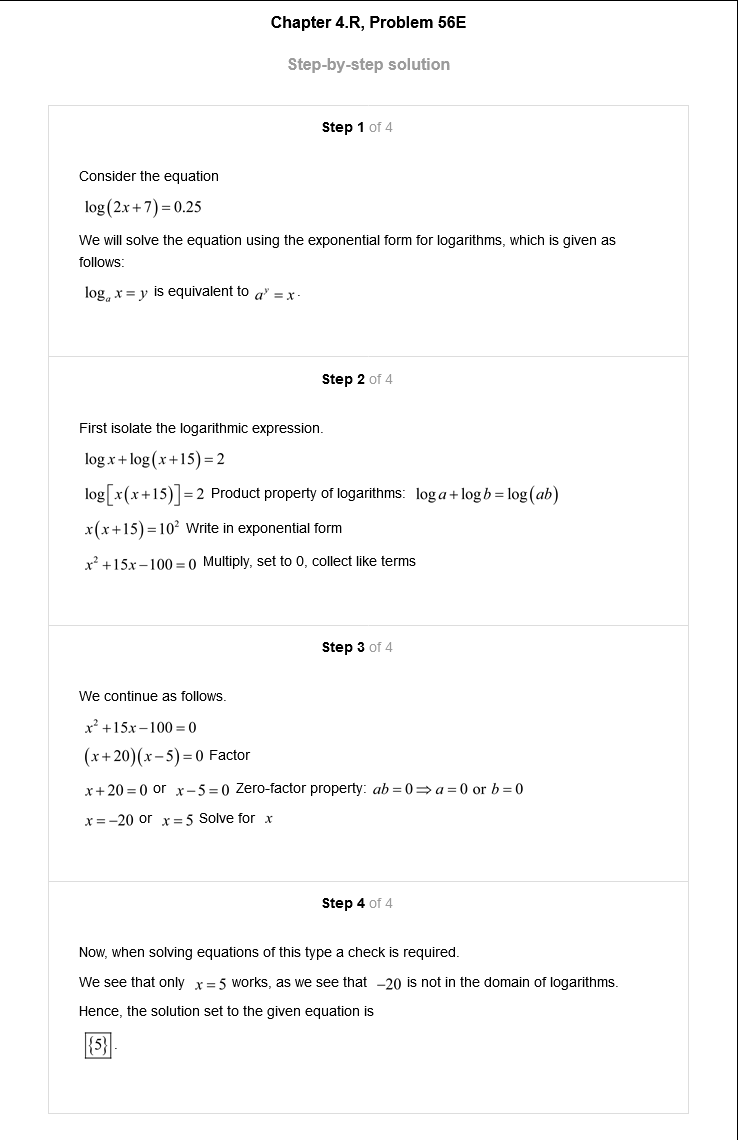 Chapter 4.R, Problem 56E
Step-by-step solution
Step 1 of 4
Consider the equation
log(2x+7)=0.25
We will solve the equation using the exponential form for logarithms, which is given as
follows:
logₐ x = y is equivalent to aʸ = x.
Step 2 of 4
First isolate the logarithmic expression.
log x + log(x+15) = 2
log[x(x+15)] = 2 Product property of logarithms: log a + log b = log(ab)
x(x+15) = 10² Write in exponential form
x² +15x−100 = 0 Multiply, set to 0, collect like terms
Step 3 of 4
We continue as follows.
x² +15x−100 = 0
(x+20)(x−5) = 0 Factor
x+20 = 0 or x−5 = 0 Zero-factor property: ab = 0 ⇒ a = 0 or b = 0
x = −20 or x = 5 Solve for x
Step 4 of 4
Now, when solving equations of this type a check is required.
We see that only x = 5 works, as we see that −20 is not in the domain of logarithms.
Hence, the solution set to the given equation is
{5}.